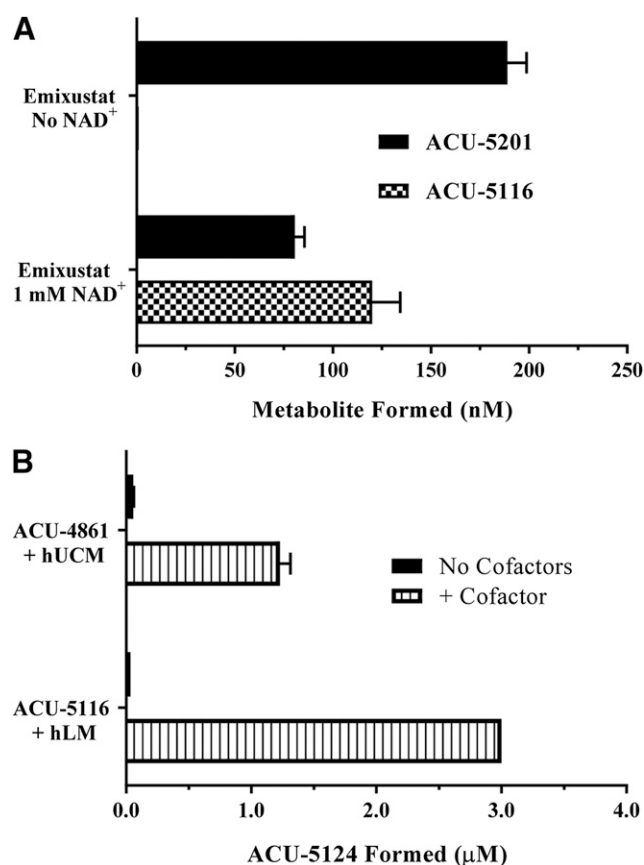 A
Emixustat
No NAD+
ACU-5201
ACU-5116
Emixustat
1 mM NAD+
0
50
100
150
200
250
Metabolite Formed (nM)
B
ACU-4861
+ hUCM
No Cofactors
+ Cofactor
ACU-5116
+ hLM
0.0
1.0
2.0
3.0
4.0
ACU-5124 Formed (μM)